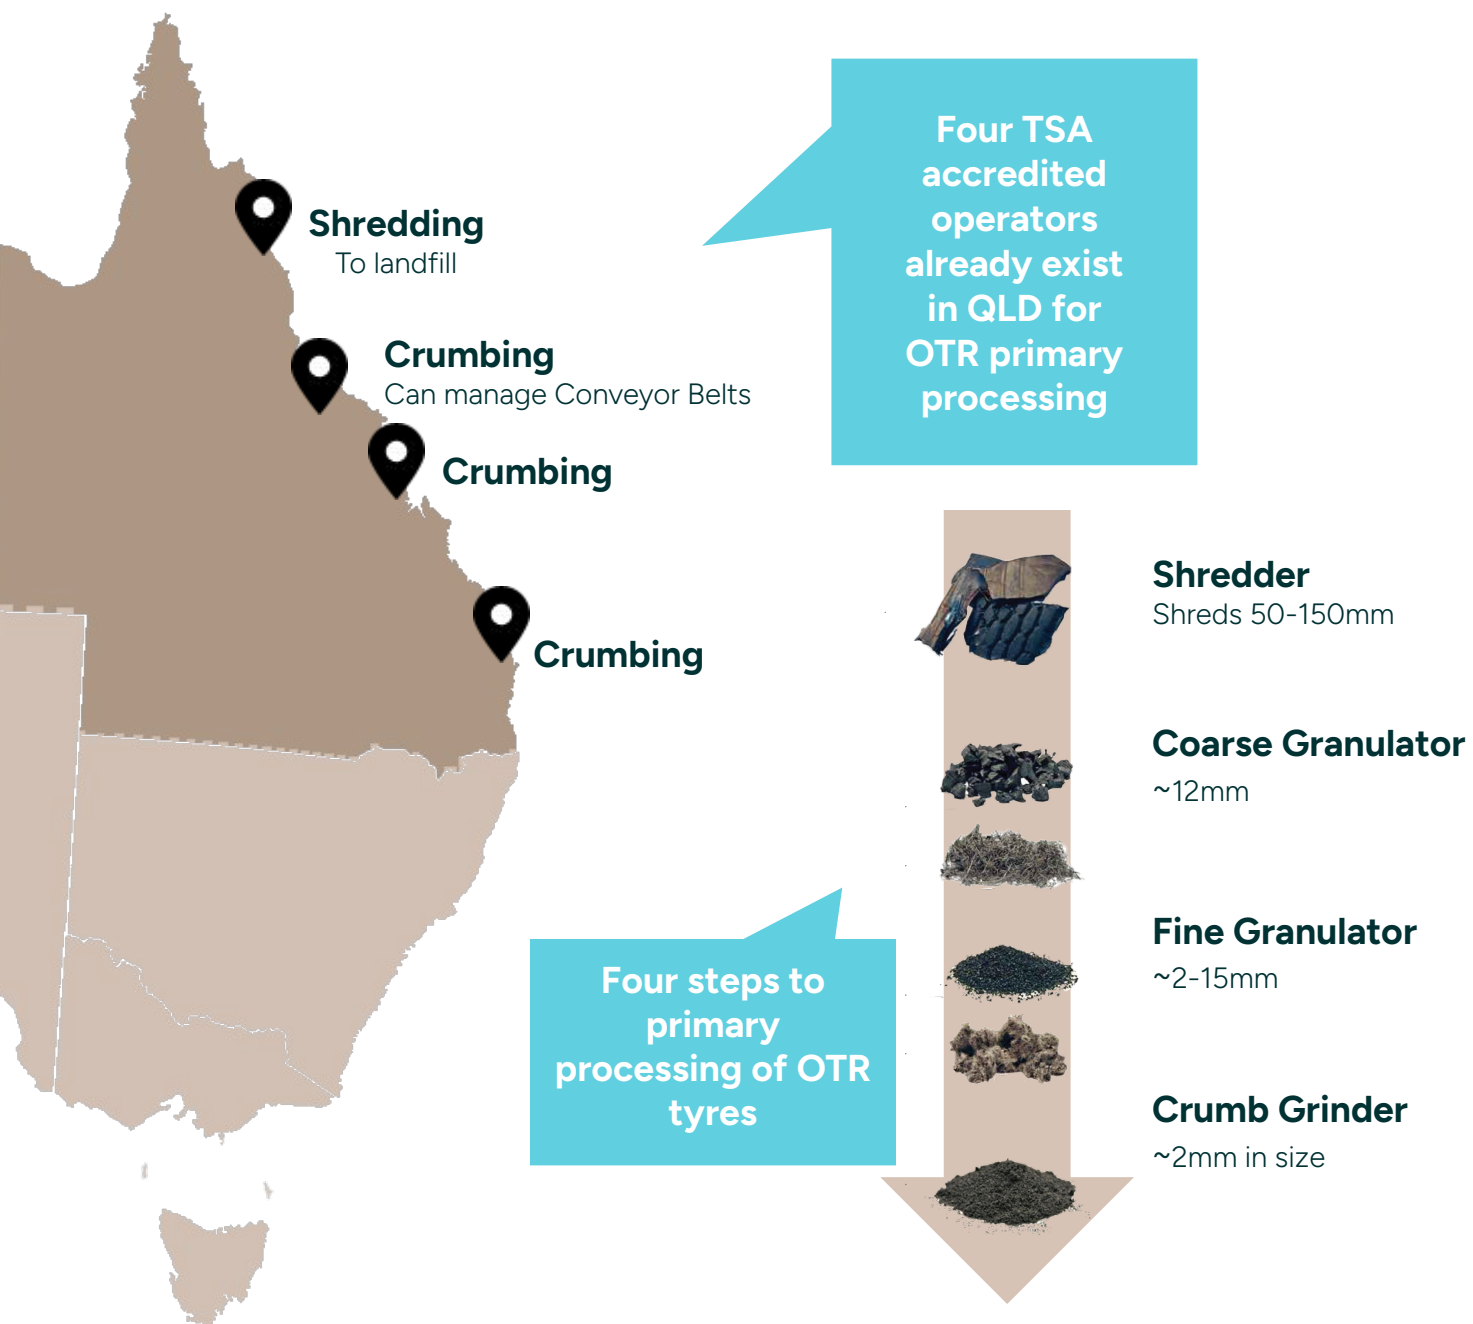 Four TSA
accredited
operators
already exist
in QLD for
OTR primary
processing
Shredding
To landfill
Crumbing
Can manage Conveyor Belts
Crumbing
Crumbing
Shredder
Shreds 50-150mm
Coarse Granulator
~12mm
Fine Granulator
~2-15mm
Crumb Grinder
~2mm in size
Four steps to
primary
processing of OTR
tyres